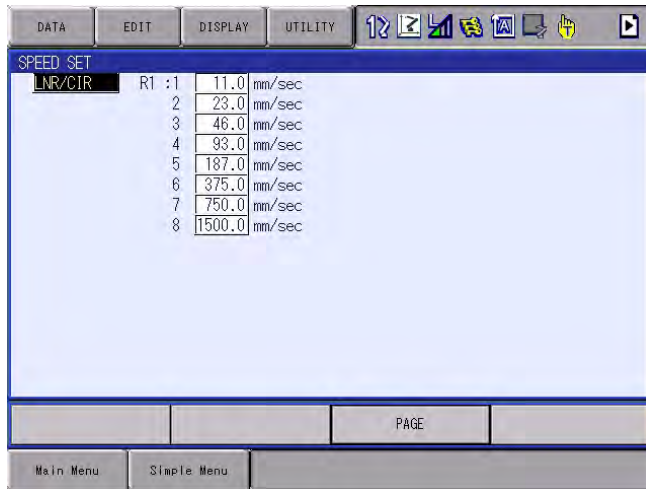 DATA EDIT DISPLAY UTILITY
SPEED SET
LNR/CIR R1 :1 11.0 mm/sec
2 23.0 mm/sec
3 46.0 mm/sec
4 93.0 mm/sec
5 187.0 mm/sec
6 375.0 mm/sec
7 750.0 mm/sec
8 1500.0 mm/sec
PAGE
Main Menu Simple Menu